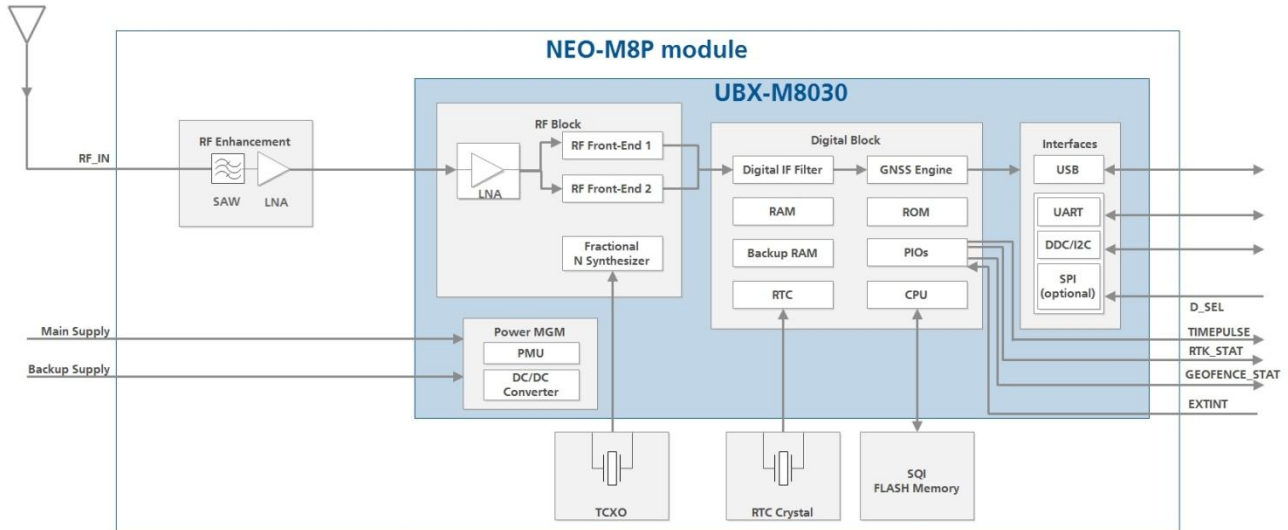 NEO-M8P module
UBX-M8030
RF_IN
RF Enhancement
SAW
LNA
RF Block
LNA
RF Front-End 1
RF Front-End 2
Fractional
N Synthesizer
Digital Block
Digital IF Filter
GNSS Engine
RAM
ROM
Backup RAM
PIOs
RTC
CPU
Interfaces
USB
UART
DDC/I2C
SPI
(optional)
D_SEL
TIMEPULSE
RTK_STAT
GEOFENCE_STAT
EXTINT
Main Supply
Backup Supply
Power MGM
PMU
DC/DC
Converter
TCXO
RTC Crystal
SQI
FLASH Memory